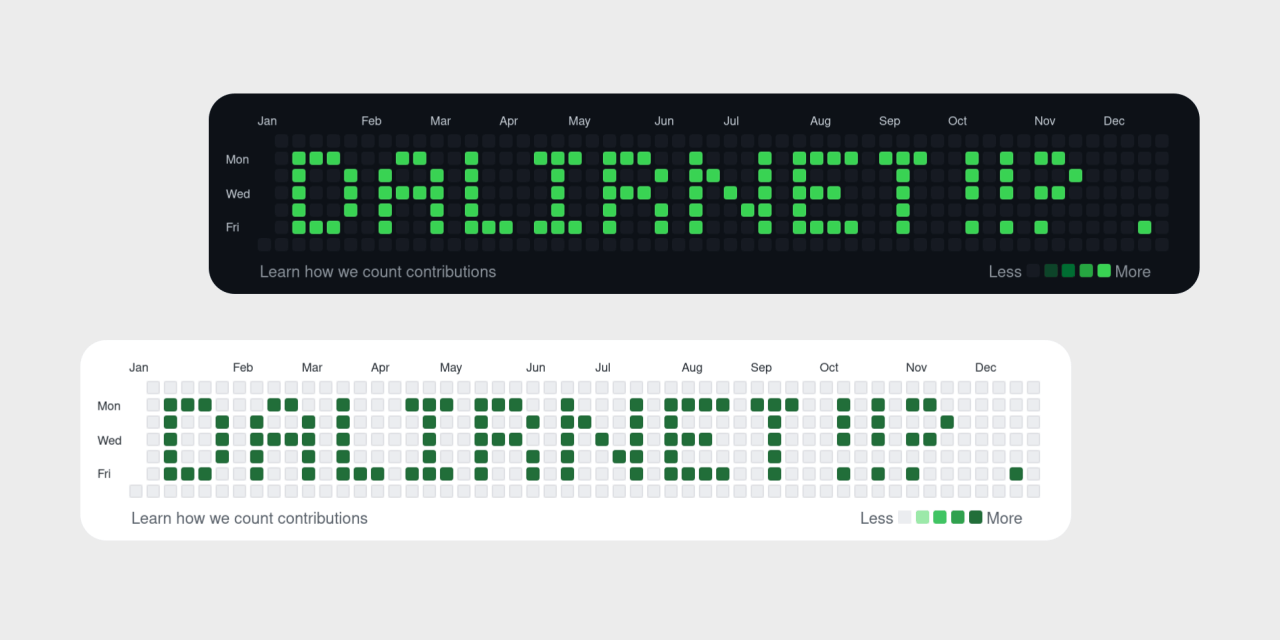 Jan Feb Mar Apr May Jun Jul Aug Sep Oct Nov Dec
Mon
Wed
Fri
DALIRNET
Learn how we count contributions
Less More
Jan Feb Mar Apr May Jun Jul Aug Sep Oct Nov Dec
Mon
Wed
Fri
DALIRNET
Learn how we count contributions
Less More